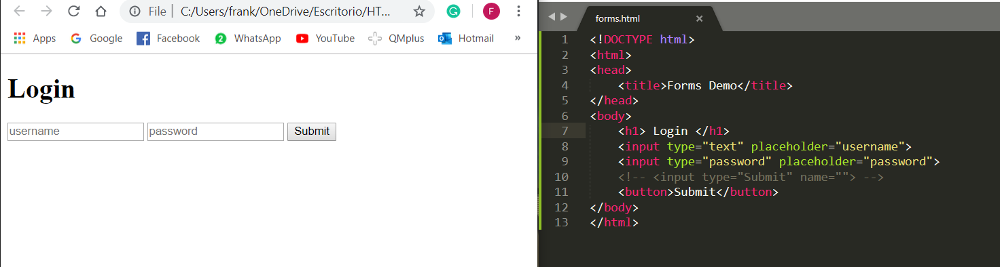 File | C:/Users/frank/OneDrive/Escritorio/HT...
F
Apps Google Facebook 2 WhatsApp YouTube QMplus Hotmail »
Login
username password Submit
forms.html ×
1 <!DOCTYPE html>
2 <html>
3 <head>
4 <title>Forms Demo</title>
5 </head>
6 <body>
7 <h1> Login </h1>
8 <input type="text" placeholder="username">
9 <input type="password" placeholder="password">
10 <!-- <input type="Submit" name=""> -->
11 <button>Submit</button>
12 </body>
13 </html>